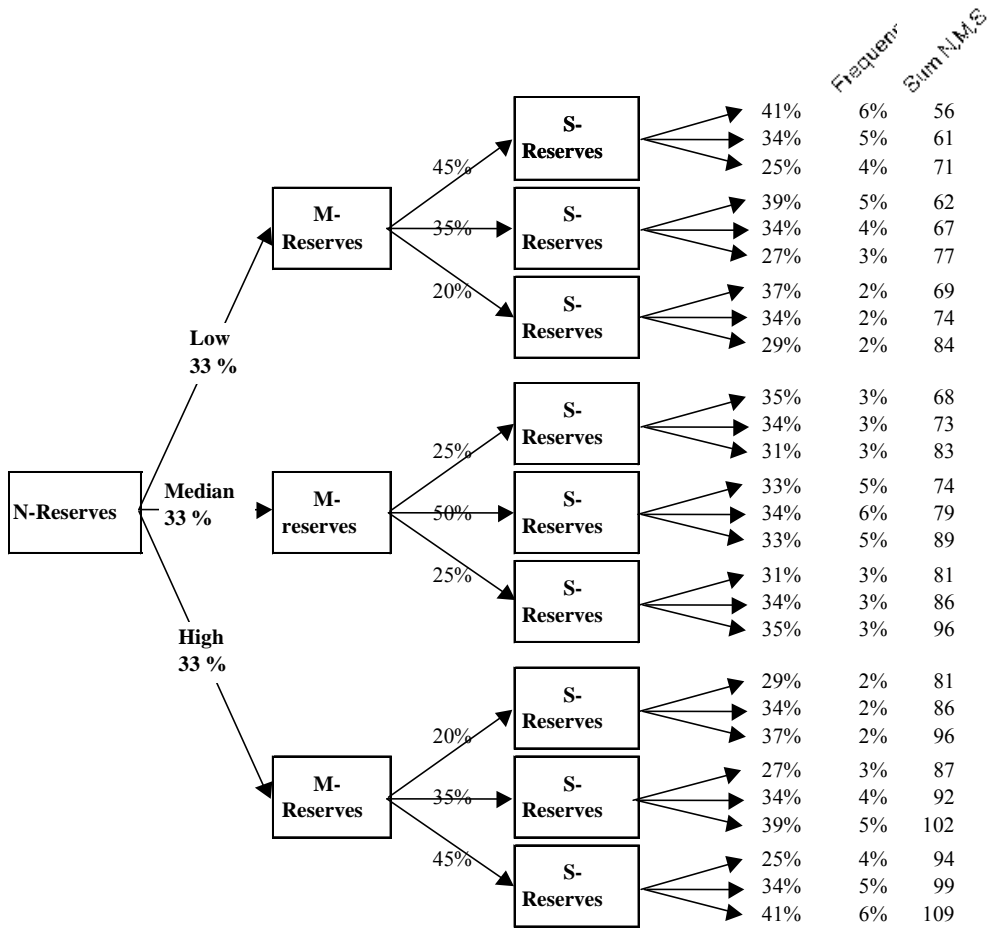 Frequen
Sum N,M,S
N-Reserves
Low
33 %
M-
Reserves
45%
S-
Reserves
41% 6% 56
34% 5% 61
25% 4% 71
35%
S-
Reserves
39% 5% 62
34% 4% 67
27% 3% 77
20%
S-
Reserves
37% 2% 69
34% 2% 74
29% 2% 84
Median
33 %
M-
reserves
25%
S-
Reserves
35% 3% 68
34% 3% 73
31% 3% 83
50%
S-
Reserves
33% 5% 74
34% 6% 79
33% 5% 89
25%
S-
Reserves
31% 3% 81
34% 3% 86
35% 3% 96
High
33 %
M-
Reserves
20%
S-
Reserves
29% 2% 81
34% 2% 86
37% 2% 96
35%
S-
Reserves
27% 3% 87
34% 4% 92
39% 5% 102
45%
S-
Reserves
25% 4% 94
34% 5% 99
41% 6% 109